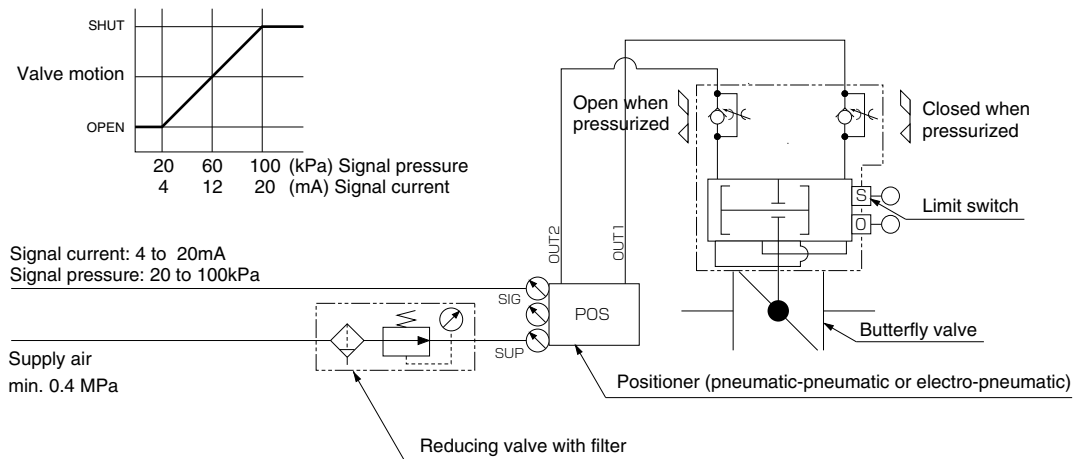 SHUT
Valve motion
OPEN
20 60 100 (kPa) Signal pressure
4 12 20 (mA) Signal current
Open when
pressurized
Closed when
pressurized
S
O
Limit switch
OUT2
OUT1
Signal current: 4 to 20mA
Signal pressure: 20 to 100kPa
SIG
POS
SUP
Butterfly valve
Supply air
min. 0.4 MPa
Positioner (pneumatic-pneumatic or electro-pneumatic)
Reducing valve with filter